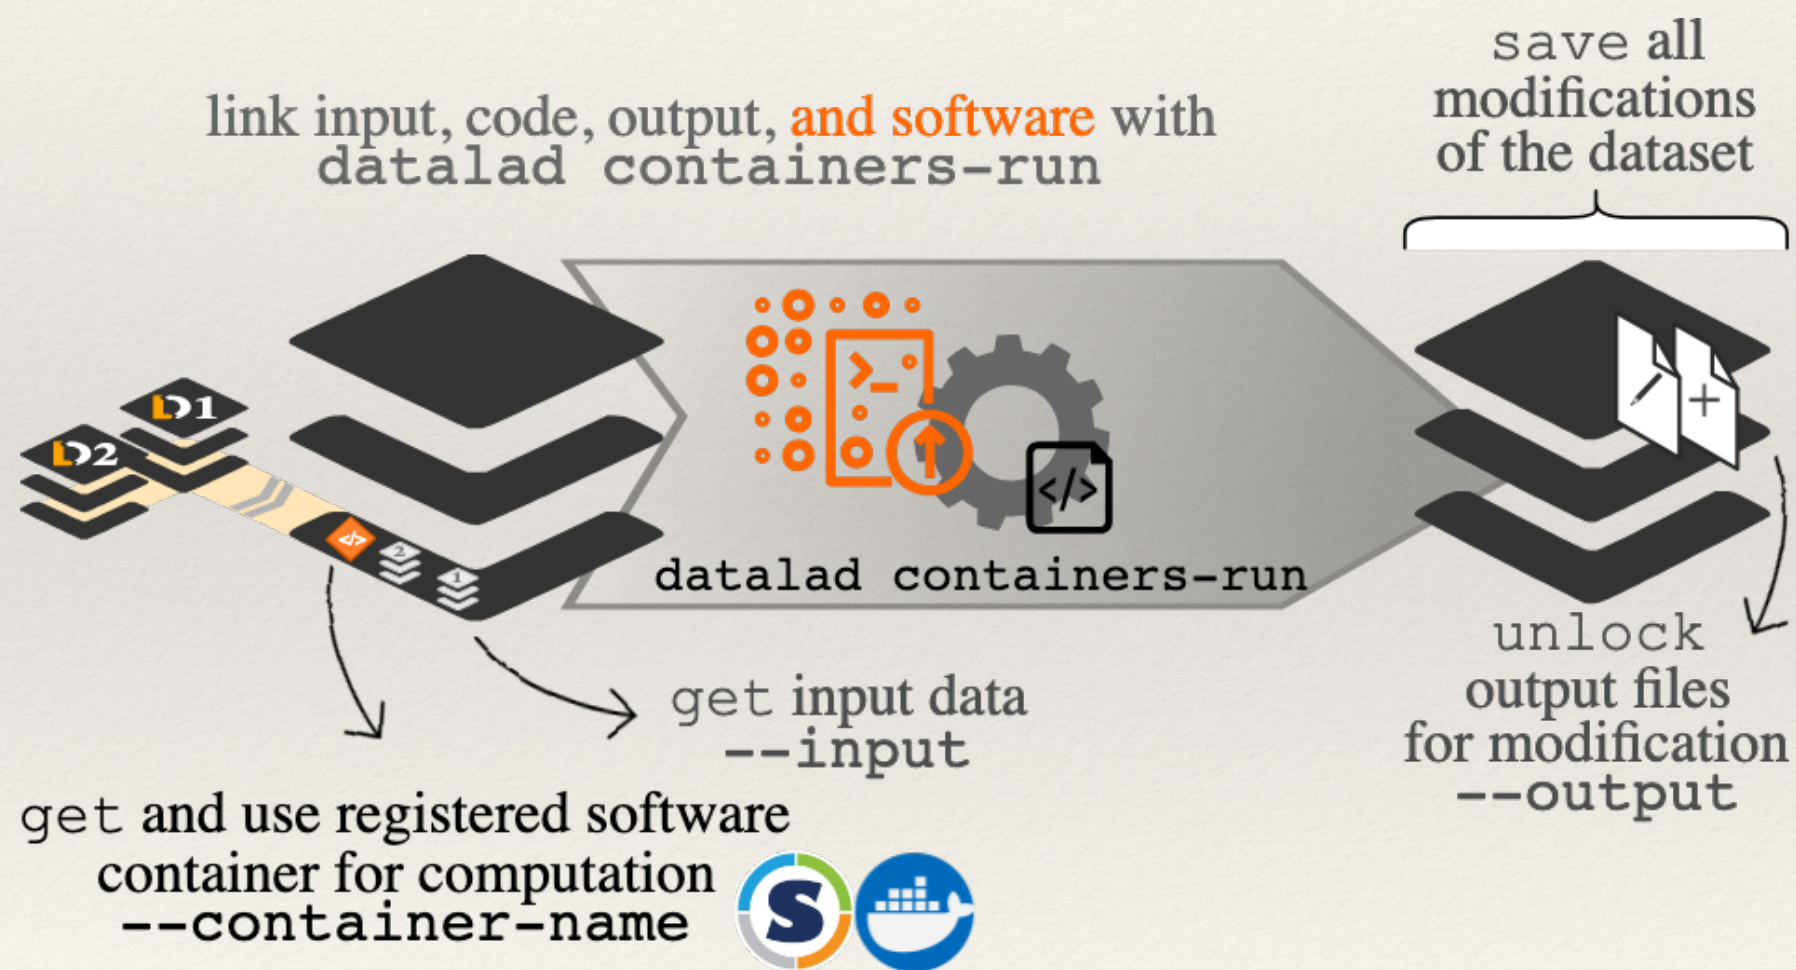 save all
modifications
of the dataset
link input, code, output, and software with
datalad containers-run
D1
D2
>_
</>
</>
2
1
datalad containers-run
get input data
--input
unlock
output files
for modification
--output
get and use registered software
container for computation
--container-name
S